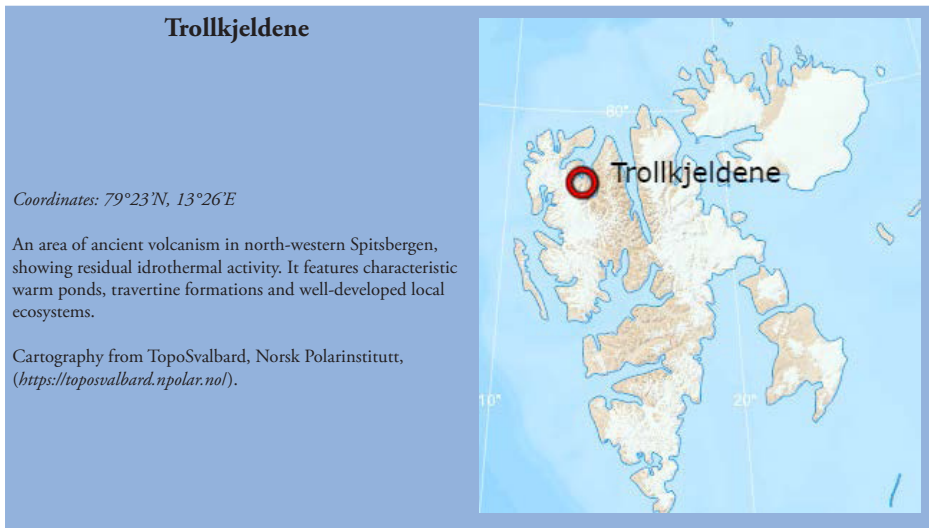 Trollkjeldene
Coordinates: 79°23’N, 13°26’E
An area of ancient volcanism in north-western Spitsbergen,
showing residual idrothermal activity. It features characteristic
warm ponds, travertine formations and well-developed local
ecosystems.
Cartography from TopoSvalbard, Norsk Polarinstitutt,
(https://toposvalbard.npolar.no/).
80°
Trollkjeldene
10°
20°